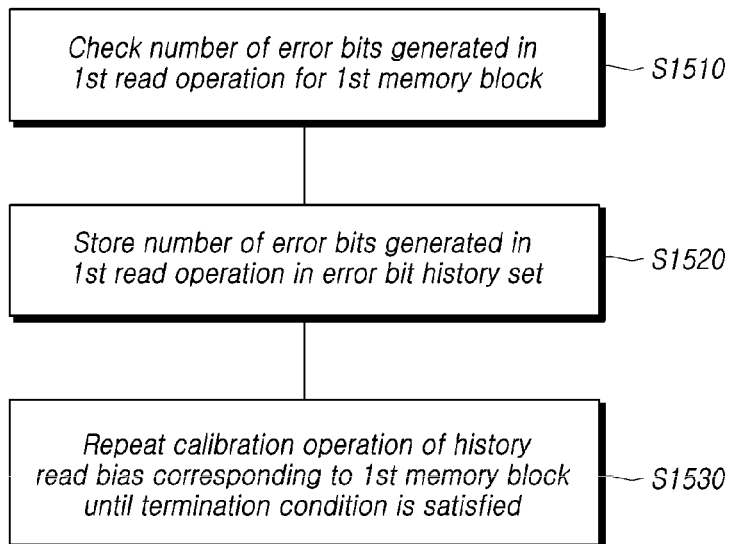 Check number of error bits generated in
1st read operation for 1st memory block
S1510
Store number of error bits generated in
1st read operation in error bit history set
S1520
Repeat calibration operation of history
read bias corresponding to 1st memory block
until termination condition is satisfied
S1530